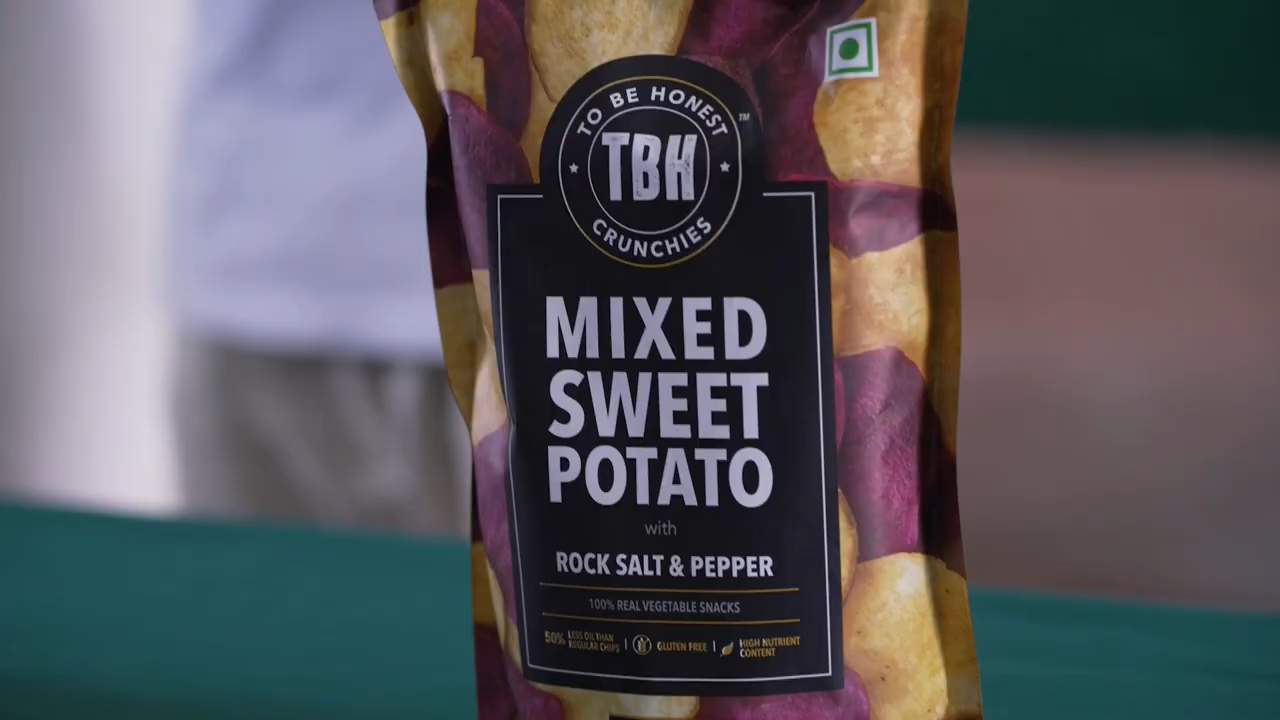 TO BE HONEST
TM
TBH
CRUNCHIES
MIXED
SWEET
POTATO
with
ROCK SALT & PEPPER
100% REAL VEGETABLE SNACKS
50% LESS OIL THAN
REGULAR CHIPS
GLUTEN FREE
HIGH NUTRIENT
CONTENT